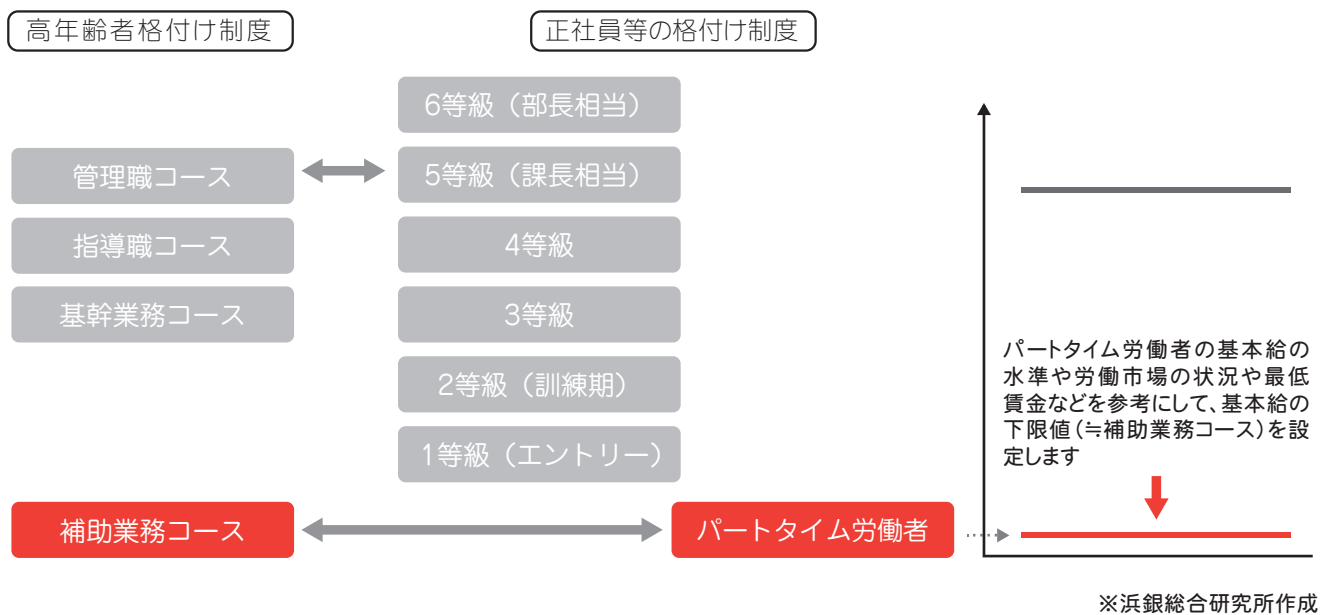 高年齢者格付け制度
正社員等の格付け制度
6等級（部長相当）
管理職コース
5等級（課長相当）
指導職コース
4等級
基幹業務コース
3等級
2等級（訓練期）
1等級（エントリー）
補助業務コース
パートタイム労働者
パートタイム労働者の基本給の
水準や労働市場の状況や最低
賃金などを参考にして、基本給の
下限値（≒補助業務コース）を設
定します
※浜銀総合研究所作成